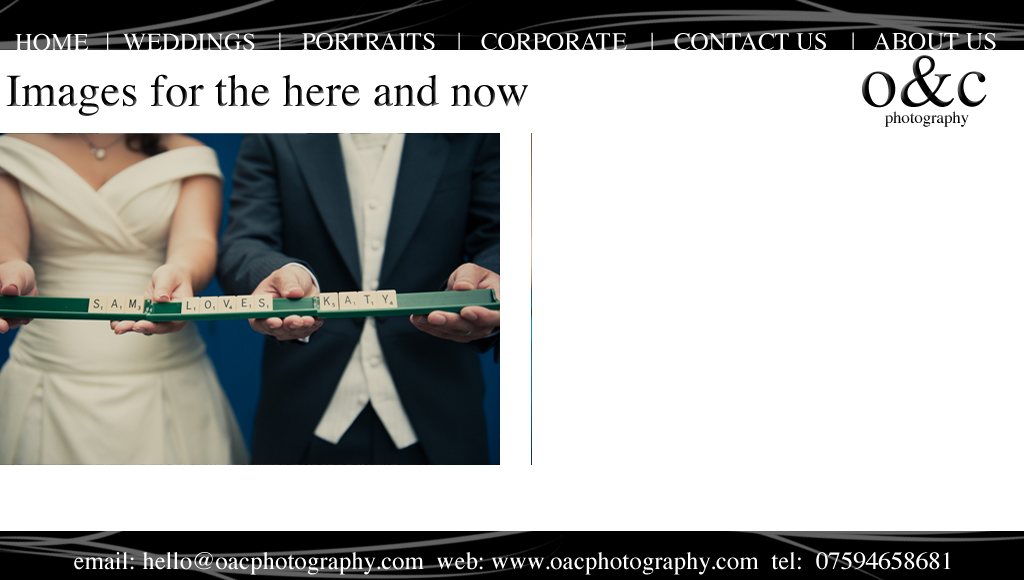 HOME | WEDDINGS | PORTRAITS | CORPORATE | CONTACT US | ABOUT US
Images for the here and now
o&c
photography
SAM LOVES KATY
email: hello@oacphotography.com web: www.oacphotography.com tel: 07594658681